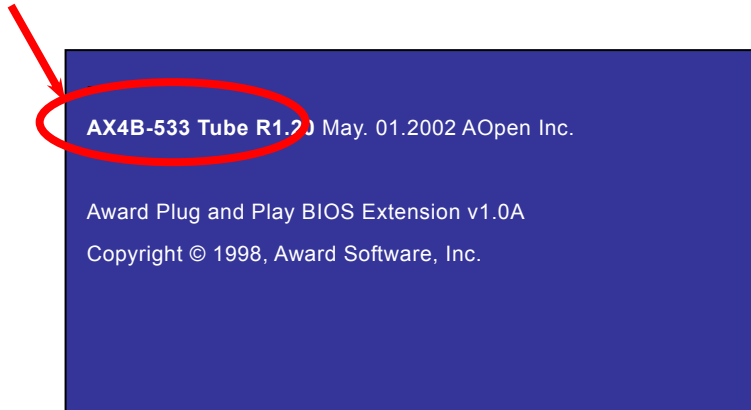 AX4B-533 Tube R1.20 May. 01.2002 AOpen Inc.
Award Plug and Play BIOS Extension v1.0A
Copyright © 1998, Award Software, Inc.